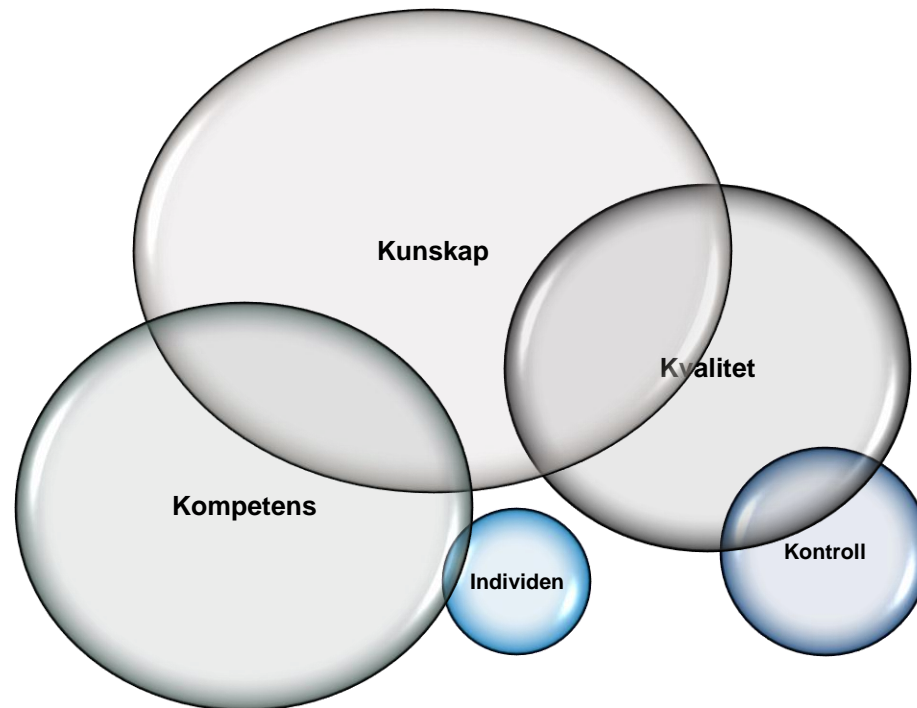 Kunskap
Kvalitet
Kompetens
Kontroll
Individen